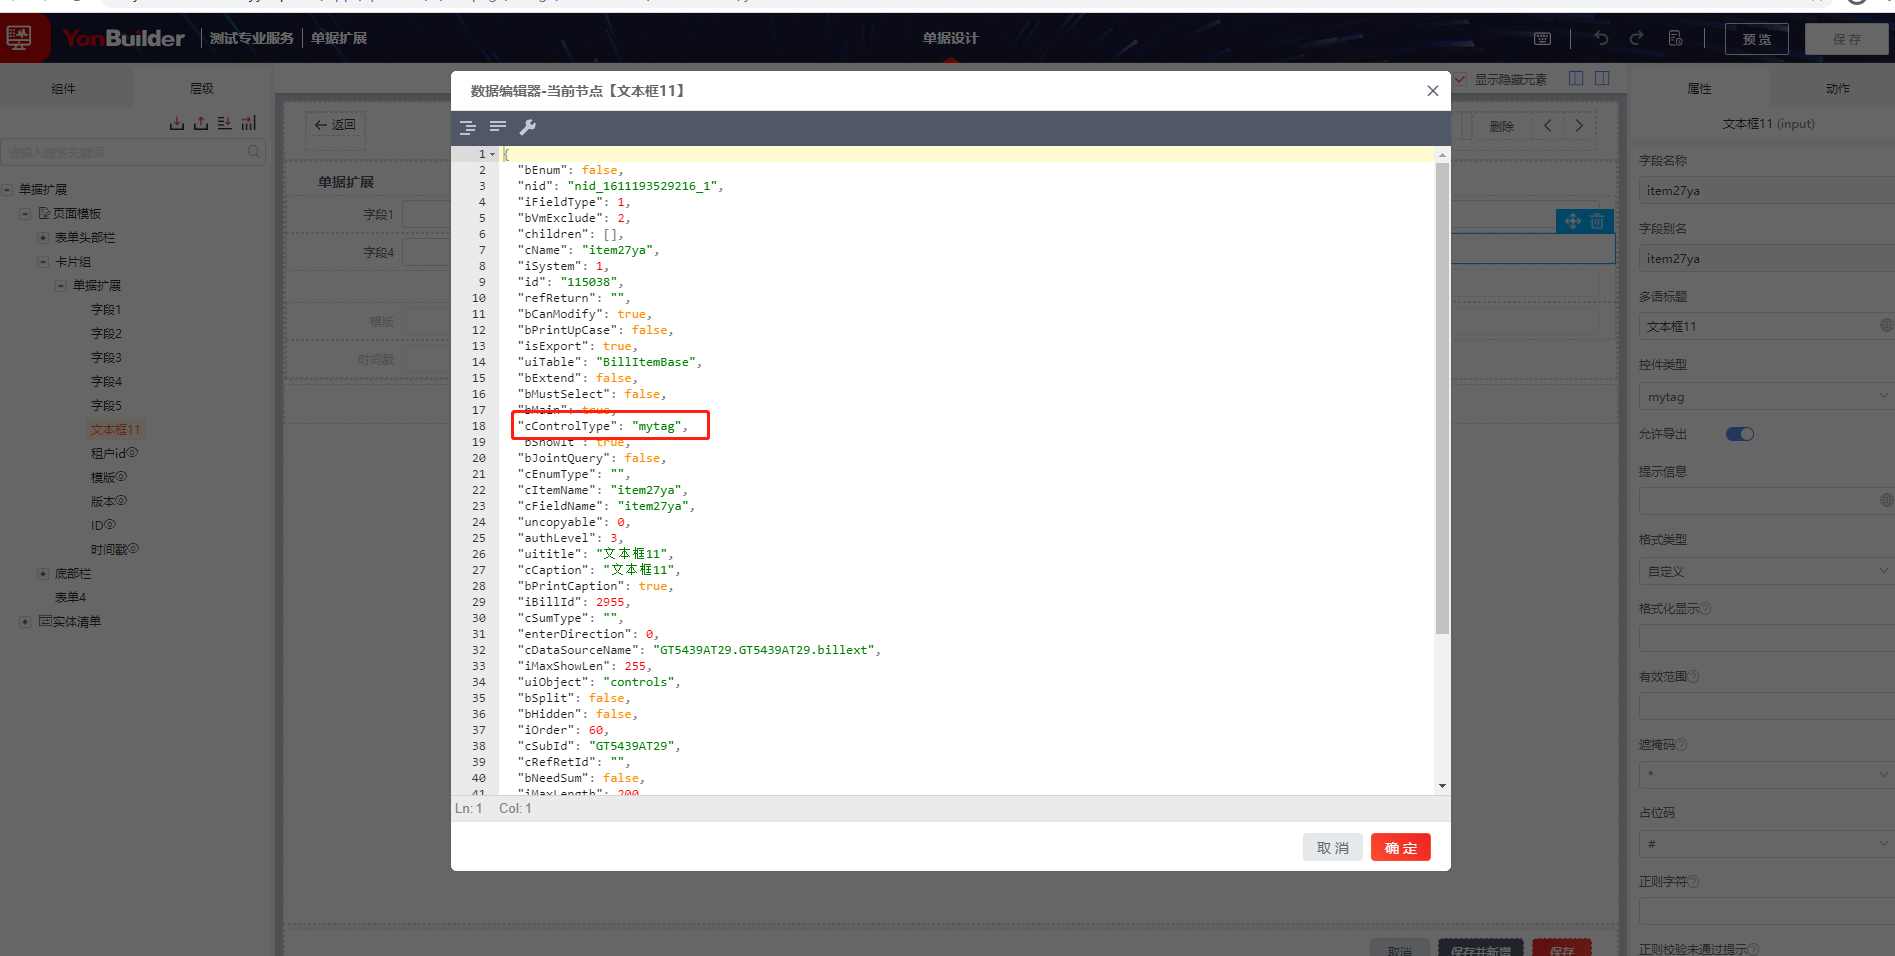 YonBuilder 测试专业服务 单据扩展 单据设计 预览 保存
组件 层级
请输入搜索关键词
单据扩展
页面模板
表单头部栏
卡片组
单据扩展
字段1
字段2
字段3
字段4
字段5
文本框11
租户id
模版
版本
ID
时间戳
底部栏
表单4
实体清单
返回
单据扩展
字段1
字段4
模版
时间戳
显示隐藏元素
删除
数据编辑器-当前节点【文本框11】
1 {
2 "bEnum": false,
3 "nid": "nid_1611193529216_1",
4 "iFieldType": 1,
5 "bVmExclude": 2,
6 "children": [],
7 "cName": "item27ya",
8 "iSystem": 1,
9 "id": "115038",
10 "refReturn": "",
11 "bCanModify": true,
12 "bPrintUpCase": false,
13 "isExport": true,
14 "uiTable": "BillItemBase",
15 "bExtend": false,
16 "bMustSelect": false,
17 "bMain": true,
18 "cControlType": "mytag",
19 "bShowIt": true,
20 "bJointQuery": false,
21 "cEnumType": "",
22 "cItemName": "item27ya",
23 "cFieldName": "item27ya",
24 "uncopyable": 0,
25 "authLevel": 3,
26 "uititle": "文本框11",
27 "cCaption": "文本框11",
28 "bPrintCaption": true,
29 "iBillId": 2955,
30 "cSumType": "",
31 "enterDirection": 0,
32 "cDataSourceName": "GT5439AT29.GT5439AT29.billext",
33 "iMaxShowLen": 255,
34 "uiObject": "controls",
35 "bSplit": false,
36 "bHidden": false,
37 "iOrder": 60,
38 "cSubId": "GT5439AT29",
39 "cRefRetId": "",
40 "bNeedSum": false,
41 "iMaxLength": 200
Ln: 1 Col: 1
取消 确定
取消 保存并新增 保存
属性 动作
文本框11 (input)
字段名称
item27ya
字段别名
item27ya
多语标题
文本框11
控件类型
mytag
允许导出
提示信息
格式类型
自定义
格式化显示
有效范围
遮掩码
*
占位码
#
正则字符
正则校验未通过提示